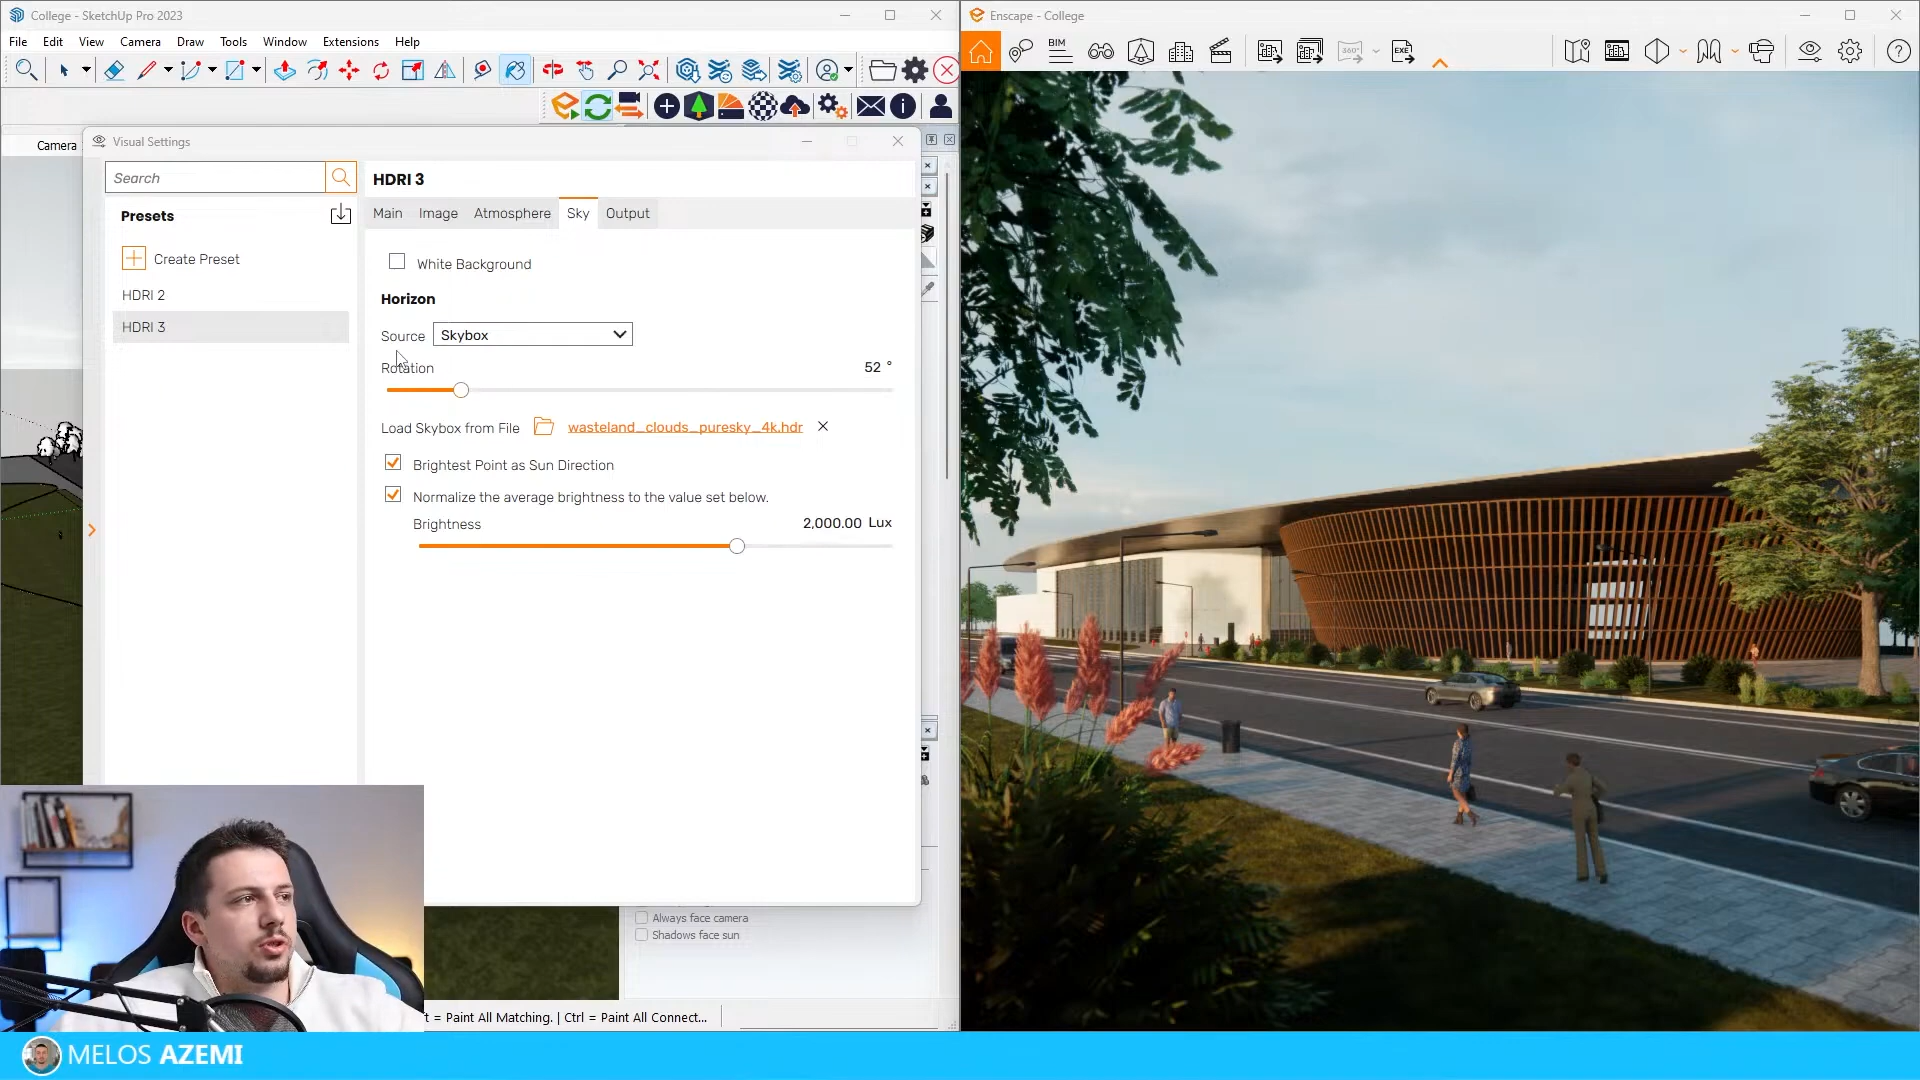 College - SketchUp Pro 2023
File Edit View Camera Draw Tools Window Extensions Help
Camera
Visual Settings
Search
Presets
Create Preset
HDRI 2
HDRI 3
HDRI 3
Main Image Atmosphere Sky Output
White Background
Horizon
Source Skybox
Rotation 52 °
Load Skybox from File wasteland_clouds_puresky_4k.hdr
Brightest Point as Sun Direction
Normalize the average brightness to the value set below.
Brightness 2,000.00 Lux
Always face camera
Shadows face sun
t = Paint All Matching. | Ctrl = Paint All Connect...
Enscape - College
BIM
360°
EXE
MELOS AZEMI